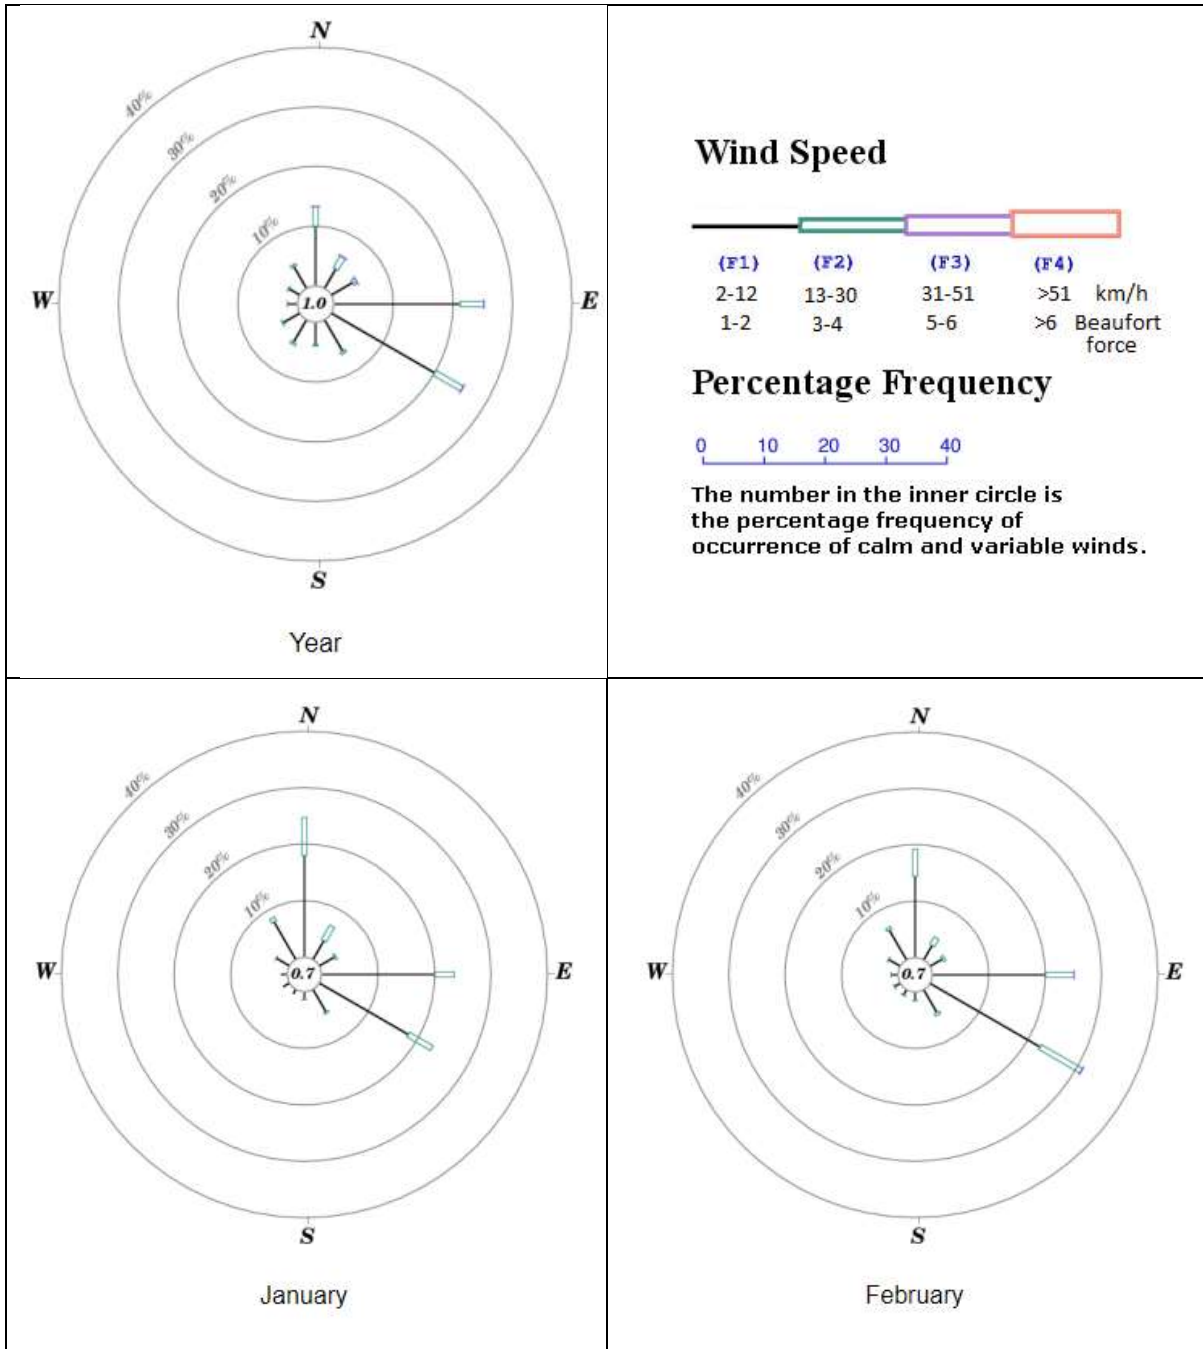 N
40%
30%
20%
10%
W
1.0
E
S
Year
Wind Speed
(F1) (F2) (F3) (F4)
2-12 13-30 31-51 >51 km/h
1-2 3-4 5-6 >6 Beaufort
force
Percentage Frequency
0 10 20 30 40
The number in the inner circle is
the percentage frequency of
occurrence of calm and variable winds.
N
40%
30%
20%
10%
W
0.7
E
S
January
N
40%
30%
20%
10%
W
0.7
E
S
February